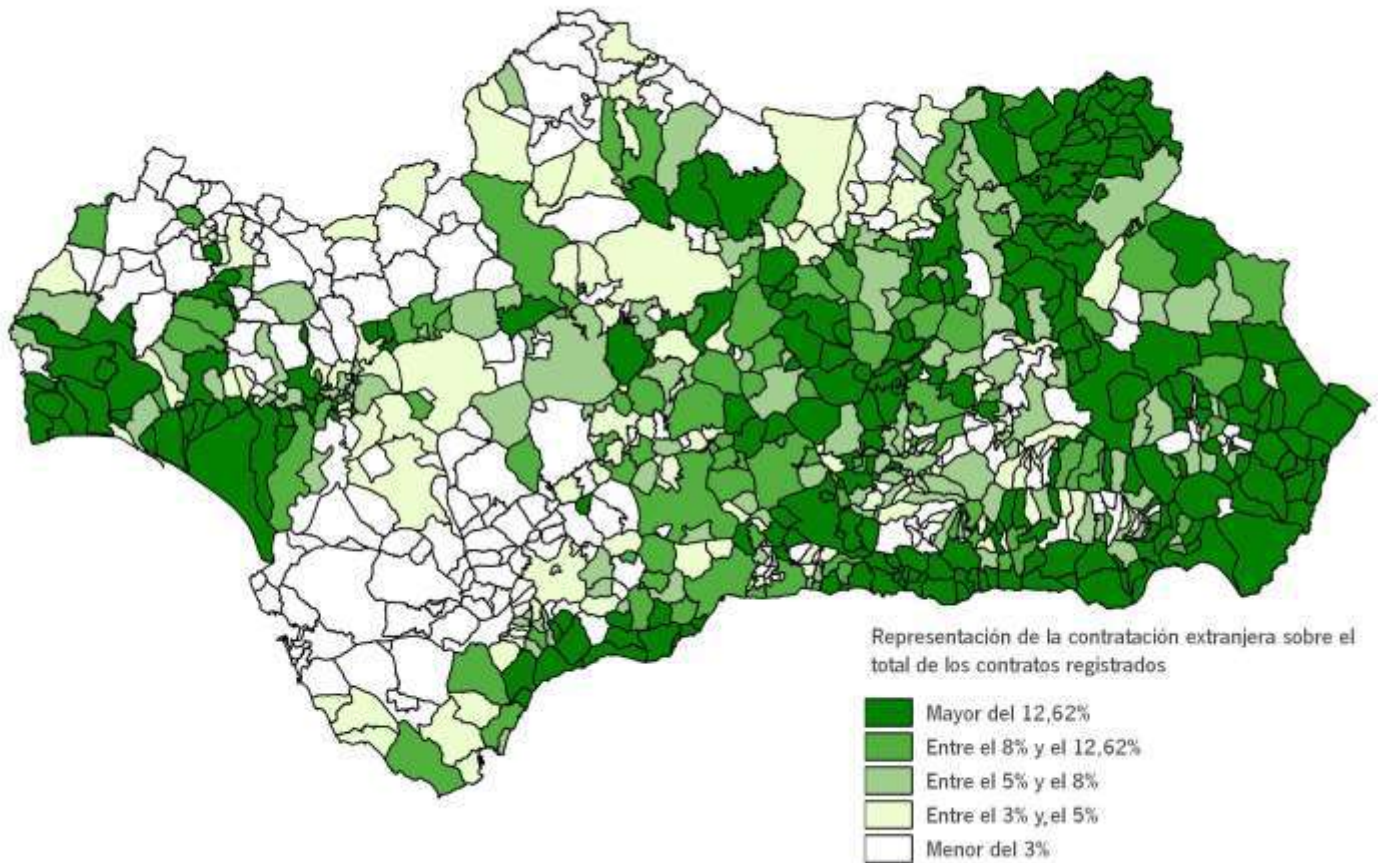 Representación de la contratación extranjera sobre el
total de los contratos registrados
Mayor del 12,62%
Entre el 8% y el 12,62%
Entre el 5% y el 8%
Entre el 3% y,el 5%
Menor del 3%